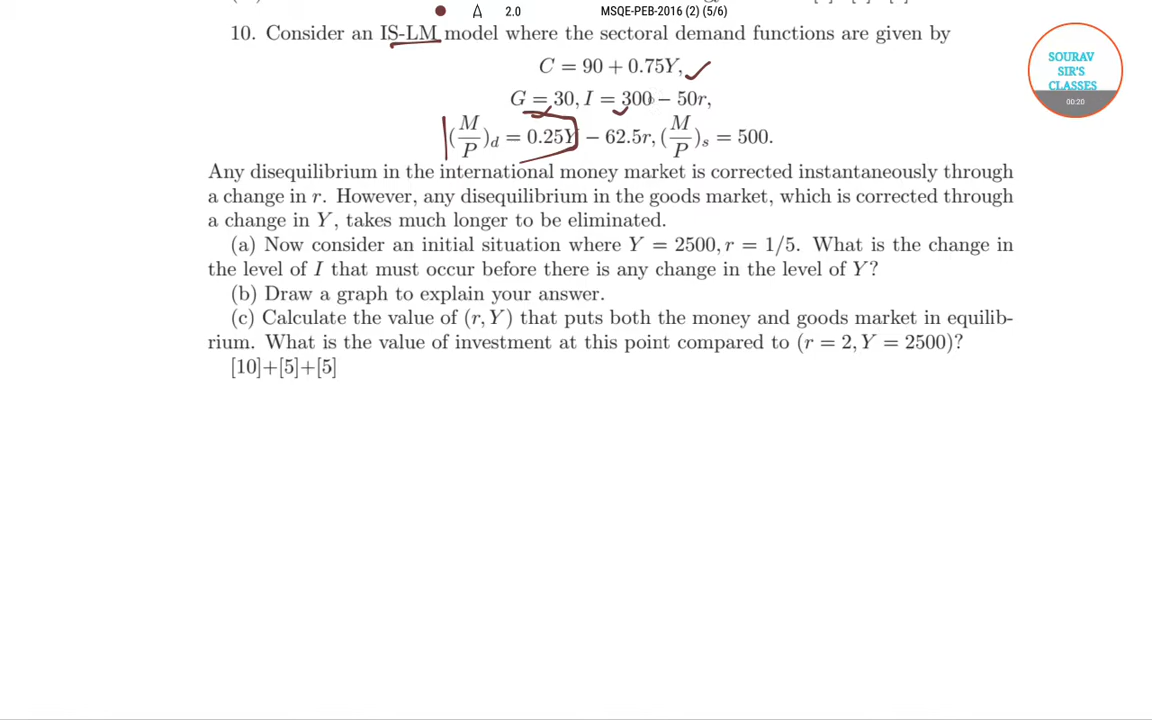 Δ 2.0 MSQE-PEB-2016 (2) (5/6)
10. Consider an IS-LM model where the sectoral demand functions are given by
C = 90 + 0.75Y,
G = 30, I = 300 − 50r,
(M/P)d = 0.25Y − 62.5r, (M/P)s = 500.
Any disequilibrium in the international money market is corrected instantaneously through
a change in r. However, any disequilibrium in the goods market, which is corrected through
a change in Y, takes much longer to be eliminated.
(a) Now consider an initial situation where Y = 2500, r = 1/5. What is the change in
the level of I that must occur before there is any change in the level of Y?
(b) Draw a graph to explain your answer.
(c) Calculate the value of (r, Y) that puts both the money and goods market in equilib-
rium. What is the value of investment at this point compared to (r = 2, Y = 2500)?
[10]+[5]+[5]
SOURAV
SIR'S
CLASSES
00:20